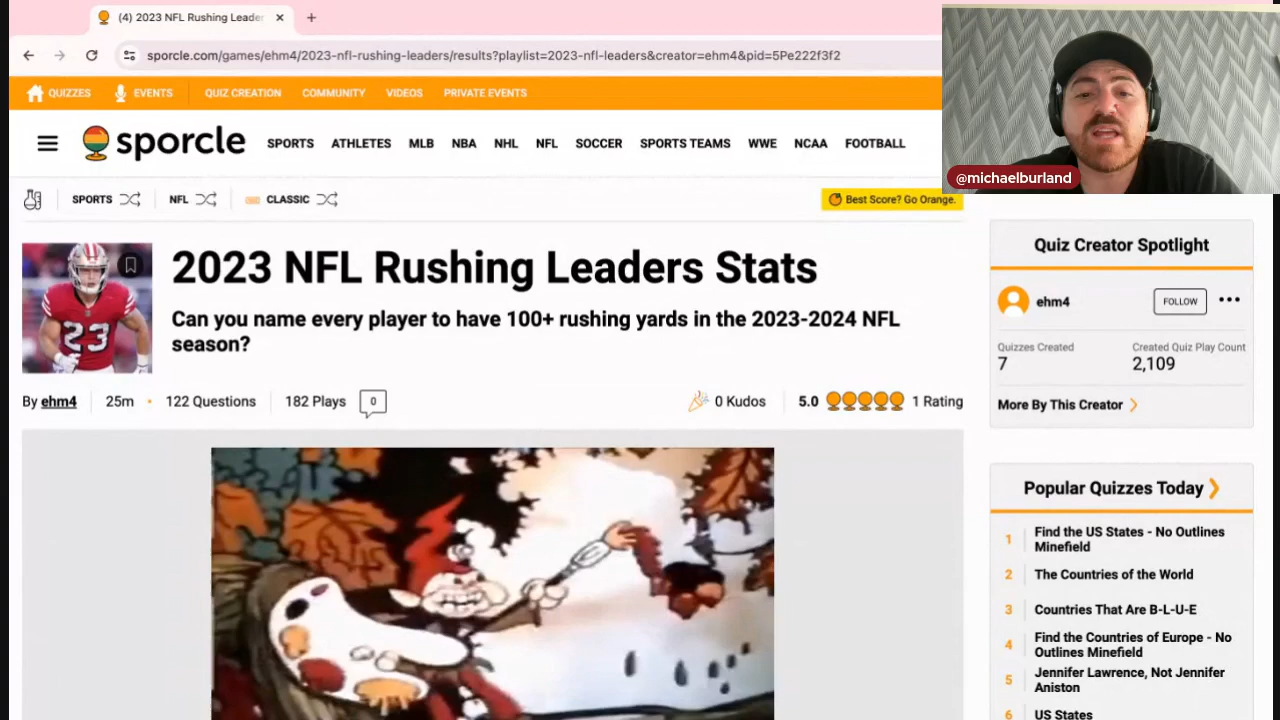 (4) 2023 NFL Rushing Leader
sporcle.com/games/ehm4/2023-nfl-rushing-leaders/results?playlist=2023-nfl-leaders&creator=ehm4&pid=5Pe222f3f2
QUIZZES EVENTS QUIZ CREATION COMMUNITY VIDEOS PRIVATE EVENTS
sporcle SPORTS ATHLETES MLB NBA NHL NFL SOCCER SPORTS TEAMS WWE NCAA FOOTBALL
@michaelburland
SPORTS NFL CLASSIC Best Score? Go Orange.
2023 NFL Rushing Leaders Stats
Can you name every player to have 100+ rushing yards in the 2023-2024 NFL
season?
23
By ehm4 25m • 122 Questions 182 Plays 0 0 Kudos 5.0 1 Rating
Quiz Creator Spotlight
ehm4 FOLLOW
Quizzes Created Created Quiz Play Count
7 2,109
More By This Creator
Popular Quizzes Today
1 Find the US States - No Outlines
Minefield
2 The Countries of the World
3 Countries That Are B-L-U-E
4 Find the Countries of Europe - No
Outlines Minefield
5 Jennifer Lawrence, Not Jennifer
Aniston
6 US States